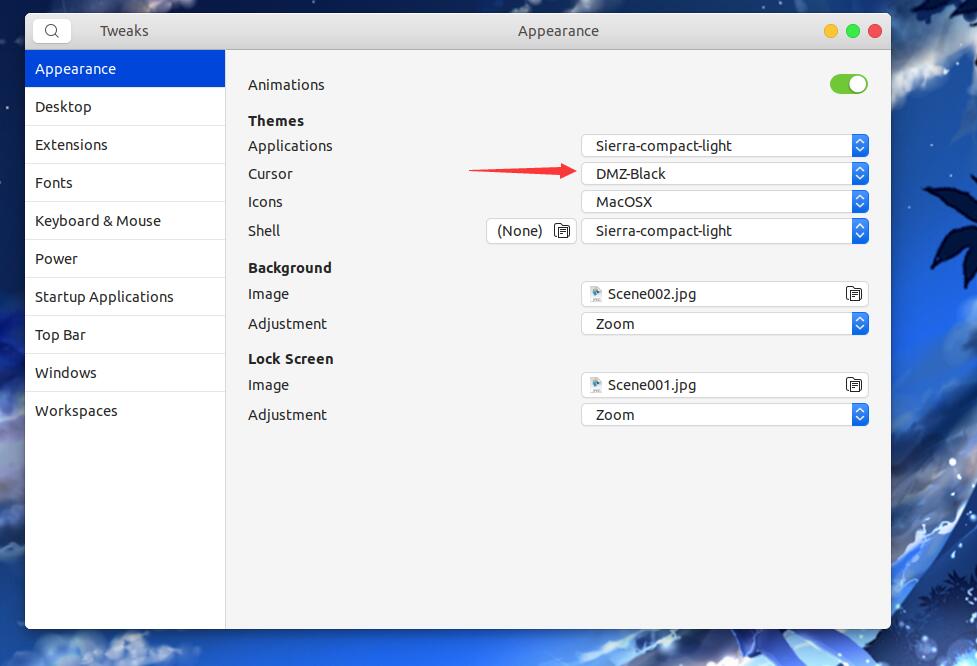 Tweaks
Appearance
Appearance
Desktop
Extensions
Fonts
Keyboard & Mouse
Power
Startup Applications
Top Bar
Windows
Workspaces
Animations
Themes
Applications Sierra-compact-light
Cursor DMZ-Black
Icons MacOSX
Shell (None) Sierra-compact-light
Background
Image Scene002.jpg
Adjustment Zoom
Lock Screen
Image Scene001.jpg
Adjustment Zoom